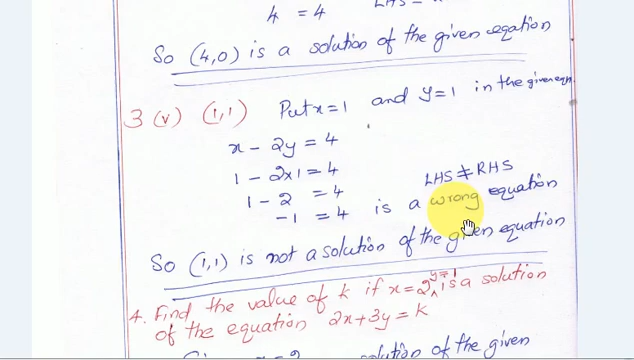 4 = 4
So (4,0) is a solution of the given eqation
3 (v) (1,1) Put x=1 and y=1 in the given eqn
x - 2y = 4
1 - 2x1 = 4
1 - 2 = 4 LHS ≠ RHS
-1 = 4 is a wrong equation
So (1,1) is not a solution of the given equation
4. Find the value of k if x=2, y=1 is a solution
of the equation 2x+3y = k
solution of the given